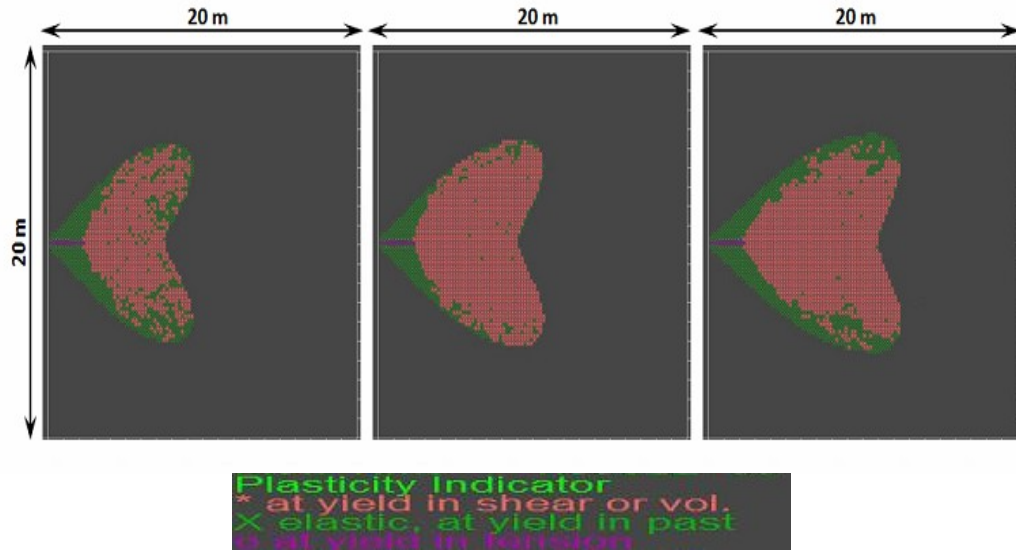 20 m
20 m
20 m
20 m
Plasticity Indicator
* at yield in shear or vol.
X elastic, at yield in past
o at yield in tension